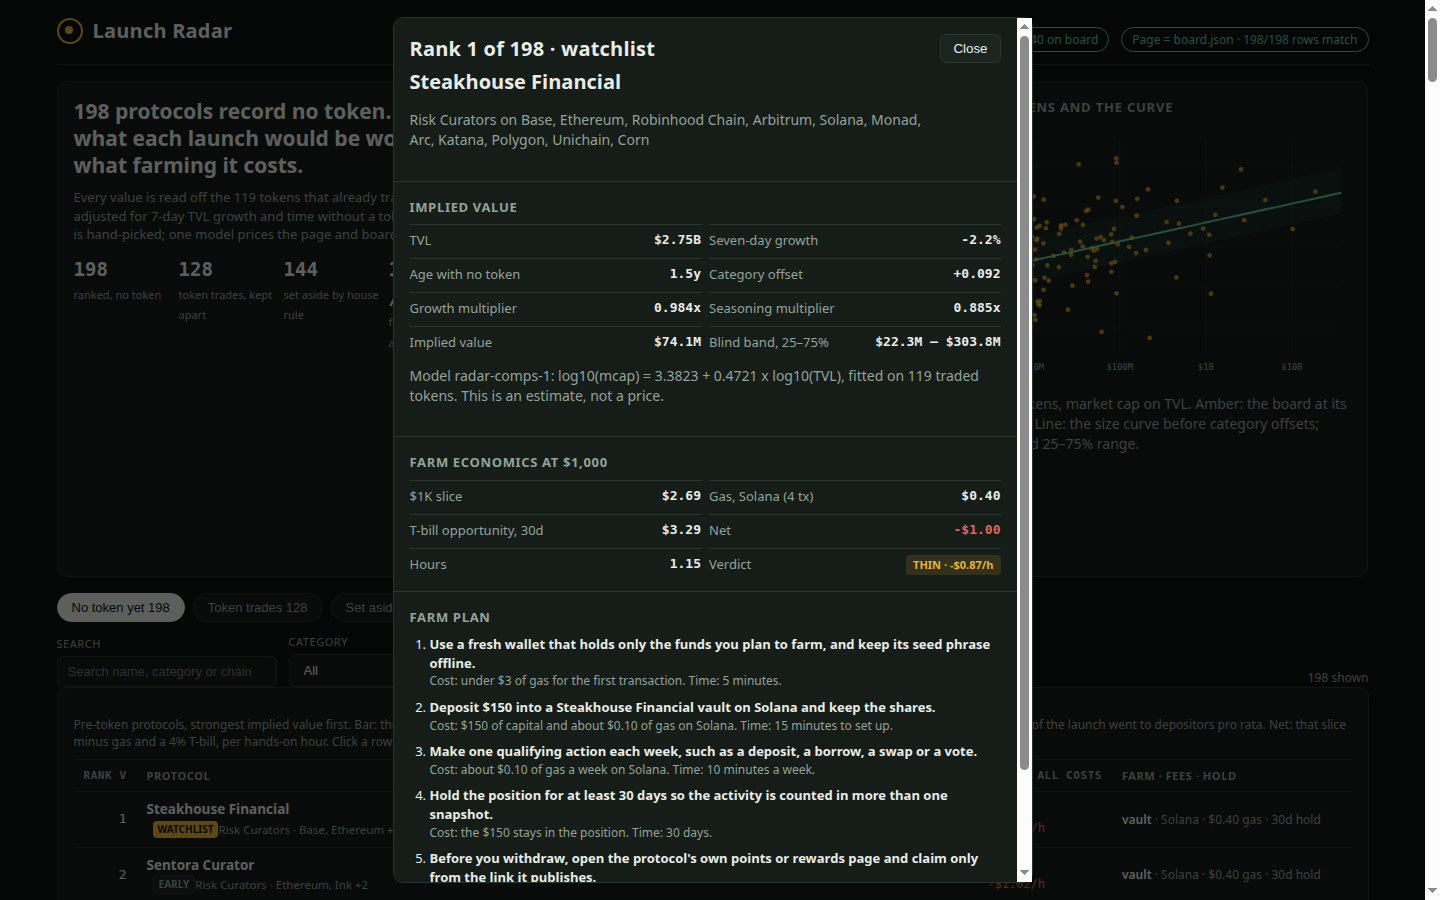 Launch Radar
40 on board
Page = board.json · 198/198 rows match
198 protocols record no token.
what each launch would be wo
what farming it costs.
Every value is read off the 119 tokens that already tra
adjusted for 7-day TVL growth and time without a tol
is hand-picked; one model prices the page and board
198
128
144
ranked, no token
token trades, kept
apart
set aside by house
rule
ENS AND THE CURVE
0M
$100M
$1B
$10B
kens, market cap on TVL. Amber: the board at its
Line: the size curve before category offsets;
d 25–75% range.
Rank 1 of 198 · watchlist
Close
Steakhouse Financial
Risk Curators on Base, Ethereum, Robinhood Chain, Arbitrum, Solana, Monad,
Arc, Katana, Polygon, Unichain, Corn
IMPLIED VALUE
TVL $2.75B Seven-day growth -2.2%
Age with no token 1.5y Category offset +0.092
Growth multiplier 0.984x Seasoning multiplier 0.885x
Implied value $74.1M Blind band, 25–75% $22.3M – $303.8M
Model radar-comps-1: log10(mcap) = 3.3823 + 0.4721 x log10(TVL), fitted on 119 traded
tokens. This is an estimate, not a price.
FARM ECONOMICS AT $1,000
$1K slice $2.69 Gas, Solana (4 tx) $0.40
T-bill opportunity, 30d $3.29 Net -$1.00
Hours 1.15 Verdict THIN · -$0.87/h
FARM PLAN
1. Use a fresh wallet that holds only the funds you plan to farm, and keep its seed phrase
offline.
Cost: under $3 of gas for the first transaction. Time: 5 minutes.
2. Deposit $150 into a Steakhouse Financial vault on Solana and keep the shares.
Cost: $150 of capital and about $0.10 of gas on Solana. Time: 15 minutes to set up.
3. Make one qualifying action each week, such as a deposit, a borrow, a swap or a vote.
Cost: about $0.10 of gas a week on Solana. Time: 10 minutes a week.
4. Hold the position for at least 30 days so the activity is counted in more than one
snapshot.
Cost: the $150 stays in the position. Time: 30 days.
5. Before you withdraw, open the protocol's own points or rewards page and claim only
from the link it publishes.
No token yet 198
Token trades 128
Set asid
SEARCH
CATEGORY
Search name, category or chain
All
198 shown
Pre-token protocols, strongest implied value first. Bar: the
of the launch went to depositors pro rata. Net: that slice
minus gas and a 4% T-bill, per hands-on hour. Click a row
RANK V PROTOCOL
ALL COSTS FARM · FEES · HOLD
1 Steakhouse Financial
WATCHLIST Risk Curators · Base, Ethereum +
/h
vault · Solana · $0.40 gas · 30d hold
2 Sentora Curator
EARLY Risk Curators · Ethereum, Ink +2
-$1.02/h
vault · Solana · $0.40 gas · 30d hold